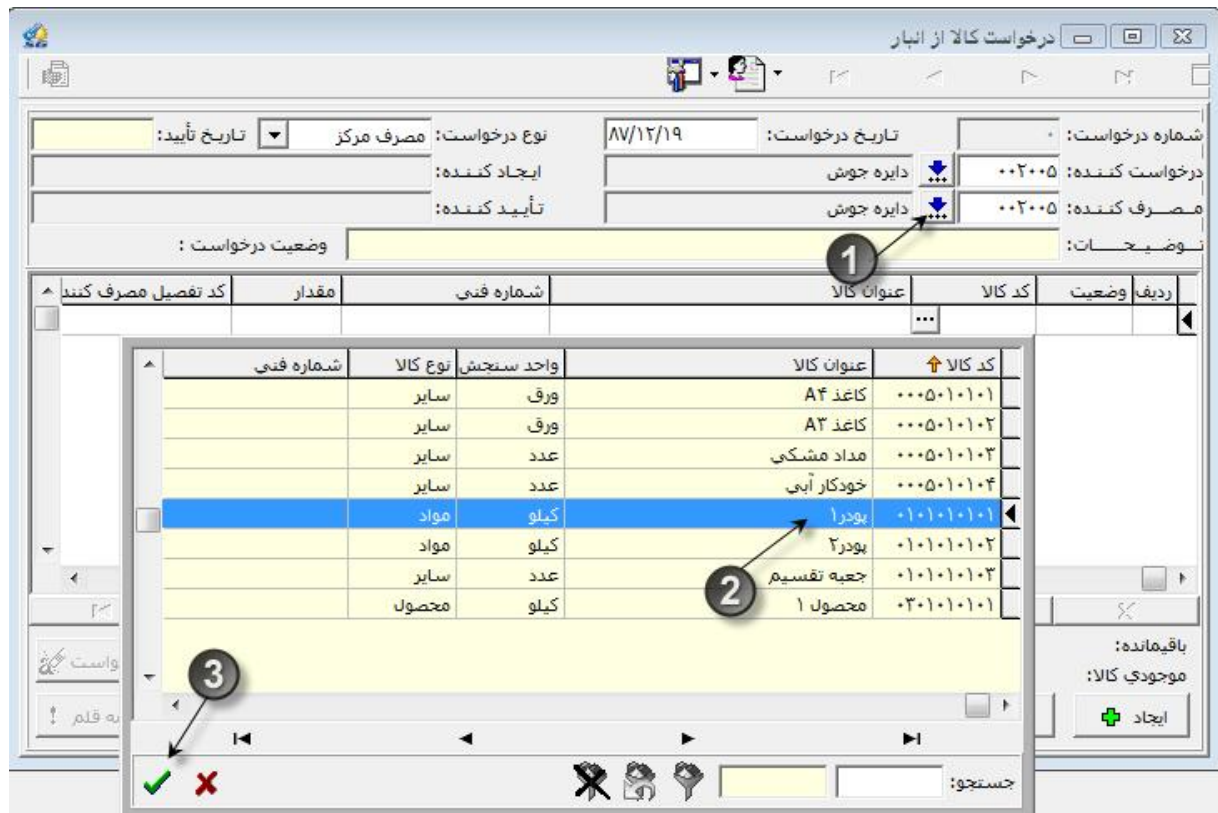 درخواست کالا از انبار
شماره درخواست: ۰ تاریخ درخواست: ۸۷/۱۲/۱۹ نوع درخواست: مصرف مرکز تاریخ تأیید:
درخواست کننده: ۰۰۲۰۰۵ دایره جوش ایجاد کننده:
مصرف کننده: ۰۰۲۰۰۵ دایره جوش تأیید کننده:
توضیحات: وضعیت درخواست :
1
ردیف وضعیت کد کالا عنوان کالا شماره فنی مقدار کد تفصیل مصرف کنند
...
کد کالا عنوان کالا واحد سنجش نوع کالا شماره فنی
۰۰۰۵۰۱۰۱۰۱ کاغذ A۴ ورق سایر
۰۰۰۵۰۱۰۱۰۲ کاغذ A۳ ورق سایر
۰۰۰۵۰۱۰۱۰۳ مداد مشکی عدد سایر
۰۰۰۵۰۱۰۱۰۴ خودکار آبی عدد سایر
۰۱۰۱۰۱۰۱۰۱ پودر۱ کیلو مواد
۰۱۰۱۰۱۰۱۰۲ پودر۲ کیلو مواد
۰۱۰۱۰۱۰۱۰۳ جعبه تقسیم عدد سایر
۰۳۰۱۰۱۰۱۰۱ محصول ۱ کیلو محصول
2
باقیمانده:
واست
موجودي کالا:
3
ایجاد
ه قلم
جستجو: